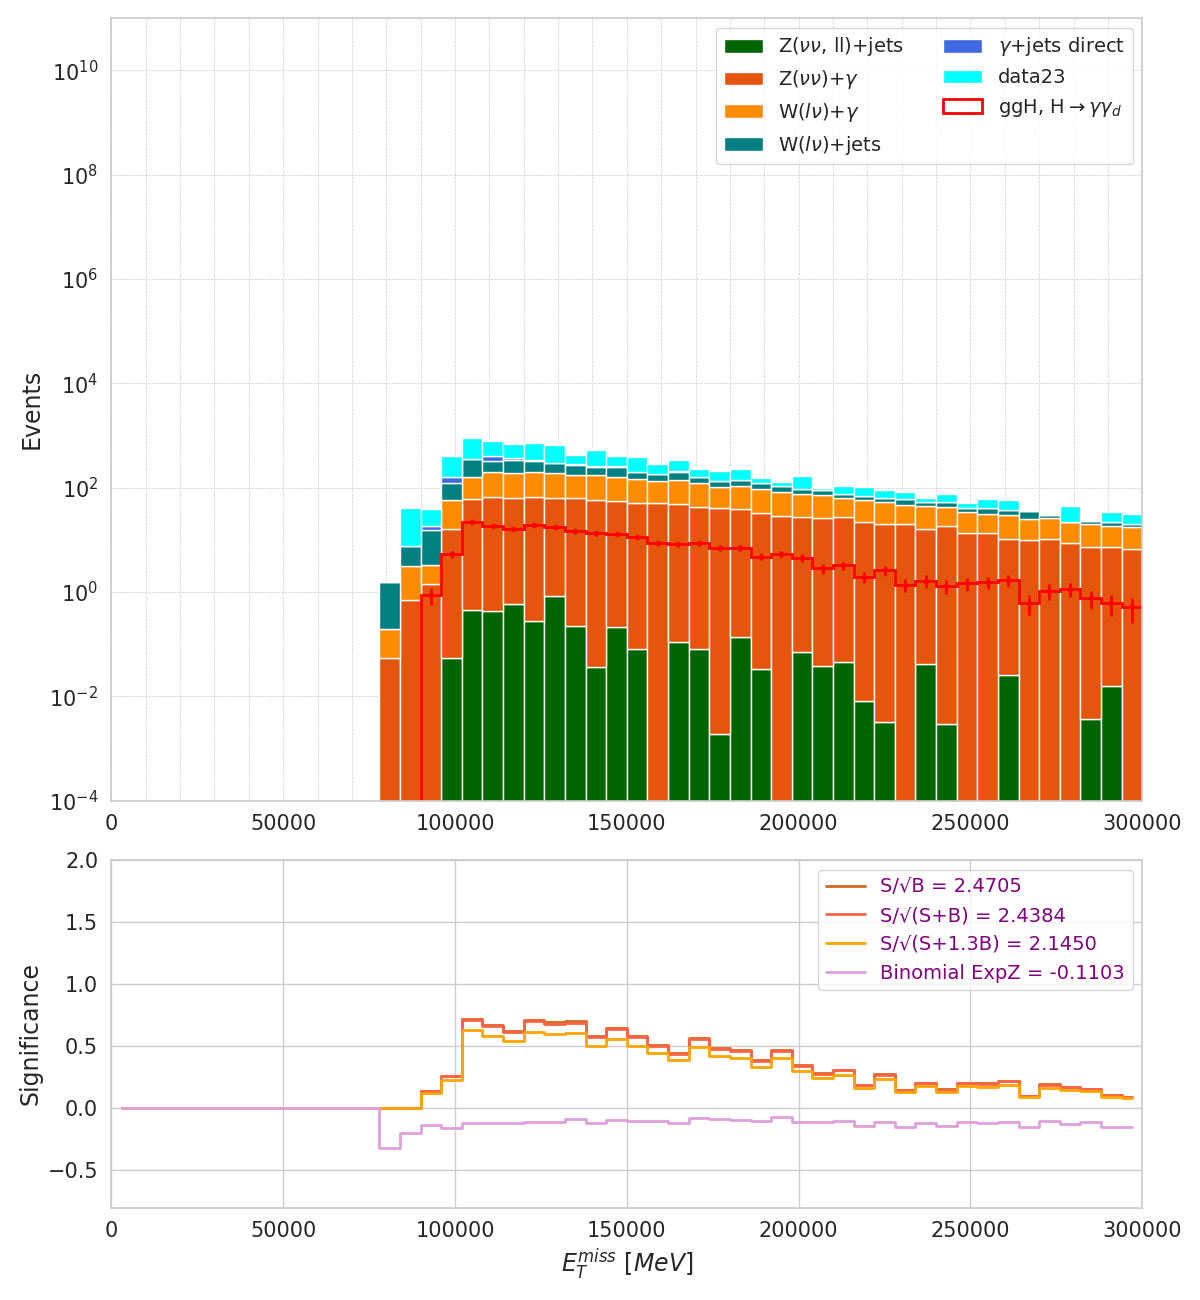 Z(νν, ll)+jets
Z(νν)+γ
W(lν)+γ
W(lν)+jets
γ+jets direct
data23
ggH, H→γγ_d
Events
10^10
10^8
10^6
10^4
10^2
10^0
10^−2
10^−4
0 50000 100000 150000 200000 250000 300000
S/√B = 2.4705
S/√(S+B) = 2.4384
S/√(S+1.3B) = 2.1450
Binomial ExpZ = -0.1103
Significance
2.0
1.5
1.0
0.5
0.0
−0.5
0 50000 100000 150000 200000 250000 300000
E_T^miss [MeV]